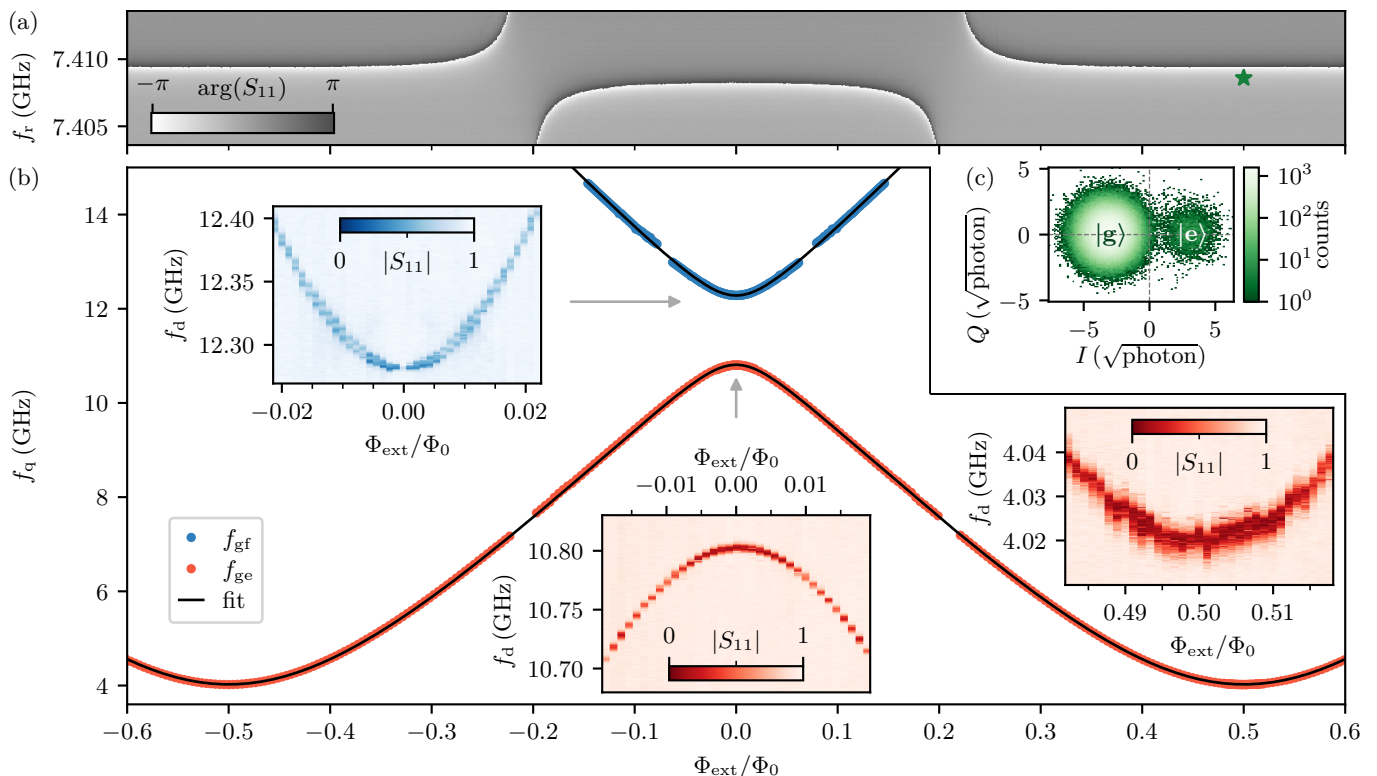 (a)
7.410
7.405
f_r (GHz)
−π arg(S_11) π
(b)
14
12
10
8
6
4
f_q (GHz)
12.40
12.35
12.30
f_d (GHz)
0 |S_11| 1
−0.02 0.00 0.02
Φ_ext/Φ_0
(c)
5
0
−5
Q (√photon)
|g⟩ |e⟩
−5 0 5
I (√photon)
10^3
10^2
10^1
10^0
counts
Φ_ext/Φ_0
−0.01 0.00 0.01
10.80
10.75
10.70
f_d (GHz)
0 |S_11| 1
4.04
4.03
4.02
f_d (GHz)
0 |S_11| 1
0.49 0.50 0.51
Φ_ext/Φ_0
f_gf
f_ge
fit
−0.6 −0.5 −0.4 −0.3 −0.2 −0.1 0.0 0.1 0.2 0.3 0.4 0.5 0.6
Φ_ext/Φ_0